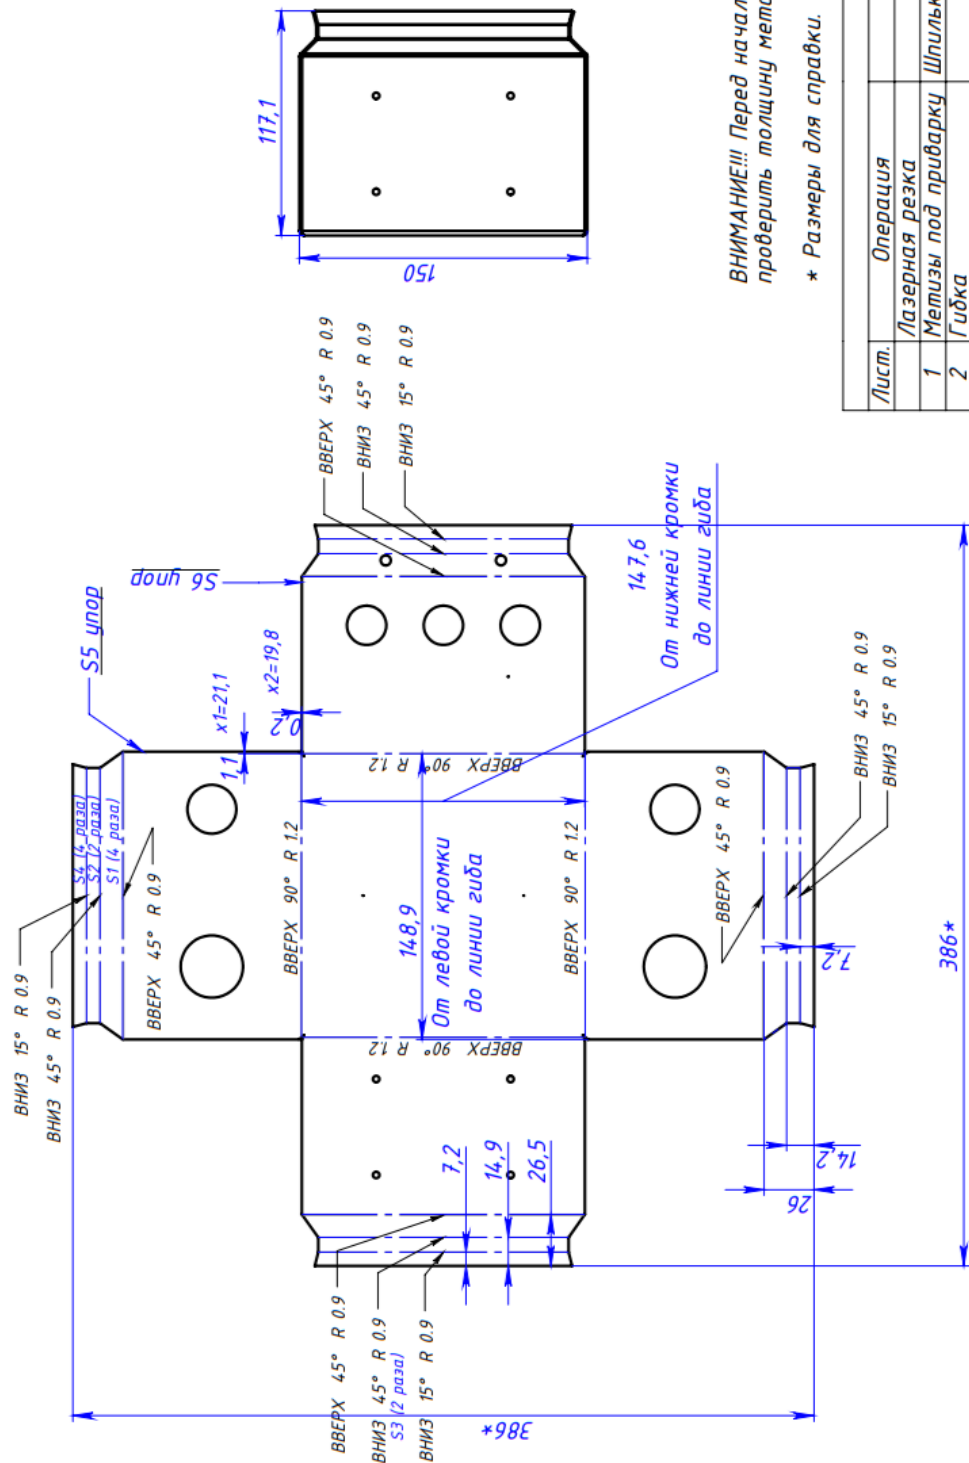 117,1
150
ВНИМАНИЕ!!! Перед начал
проверить толщину мета
* Размеры для справки.
Лист. Операция
Лазерная резка
1 Метизы под приварку Шпильк
2 Гибка
ВВЕРХ 45° R 0.9
ВНИЗ 45° R 0.9
ВНИЗ 15° R 0.9
S6 упор
S5 упор
x1=21,1
x2=19,8
0,2
1,1
147,6
От нижней кромки
до линии гиба
S4 (4 раза)
S2 (2 раза)
S1 (4 раза)
ВНИЗ 15° R 0.9
ВНИЗ 45° R 0.9
ВВЕРХ 45° R 0.9
ВВЕРХ 90° R 1.2
ВВЕРХ 90° R 1.2
148,9
От левой кромки
до линии гиба
ВВЕРХ 90° R 1.2
ВВЕРХ 90° R 1.2
ВВЕРХ 45° R 0.9
ВНИЗ 45° R 0.9
ВНИЗ 15° R 0.9
7,2
14,2
26
386*
7,2
14,9
26,5
ВВЕРХ 45° R 0.9
ВНИЗ 45° R 0.9
S3 (2 раза)
ВНИЗ 15° R 0.9
386*